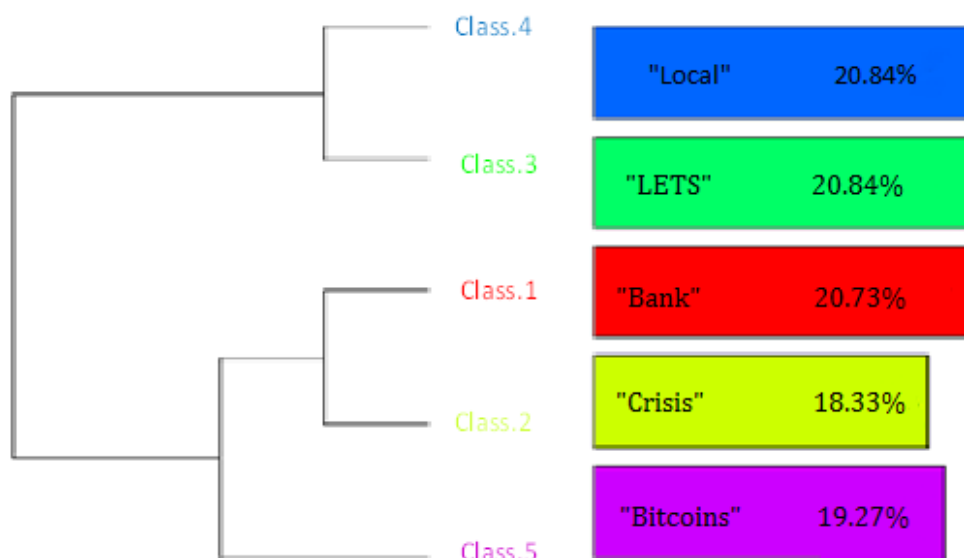 Class.4
"Local" 20.84%
Class.3
"LETS" 20.84%
Class.1
"Bank" 20.73%
Class.2
"Crisis" 18.33%
Class.5
"Bitcoins" 19.27%